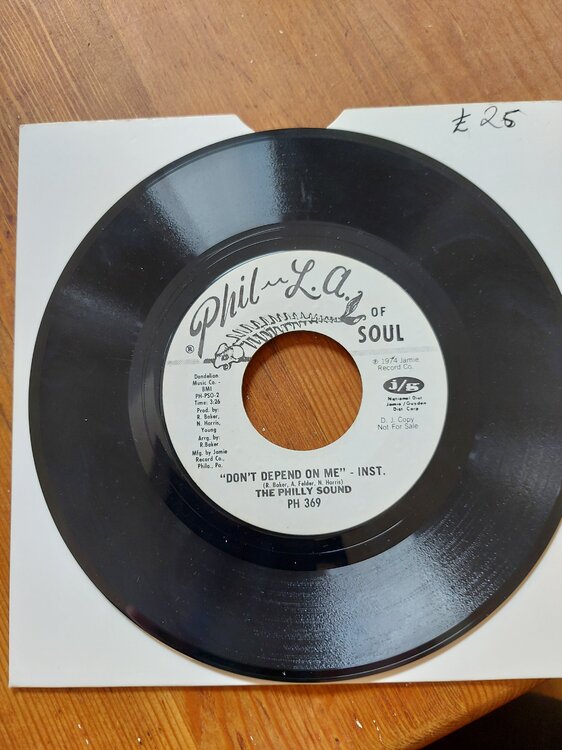 £ 25
Phil ~ L.A.
OF
SOUL
®
℗ 1974 Jamie
Record Co.
Dandelion
Music Co. -
BMI
PH-PSO-2
Time: 3:26
Prod. by:
R. Baker,
N. Harris,
Young
Arrg. by:
R. Baker
Mfg. by Jamie
Record Co.,
Phila., Pa.
j/g
National Dist
Jamie/Guyden
Dist Corp
D. J. Copy
Not For Sale
"DON'T DEPEND ON ME" - INST.
(R. Baker, A. Felder, N. Harris)
THE PHILLY SOUND
PH 369